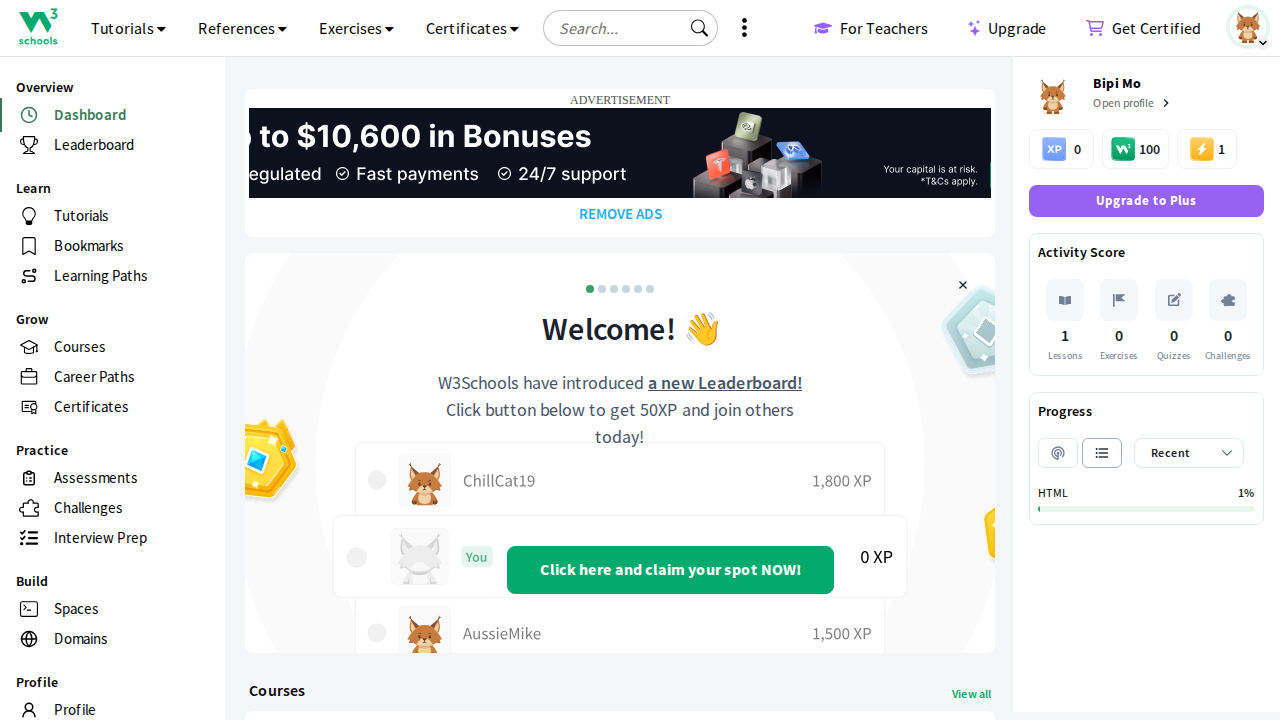 W3
schools
Tutorials
References
Exercises
Certificates
Search...
For Teachers
Upgrade
Get Certified
Overview
Dashboard
Leaderboard
Learn
Tutorials
Bookmarks
Learning Paths
Grow
Courses
Career Paths
Certificates
Practice
Assessments
Challenges
Interview Prep
Build
Spaces
Domains
Profile
Profile
ADVERTISEMENT
to $10,600 in Bonuses
egulated
Fast payments
24/7 support
Your capital is at risk.
*T&Cs apply.
REMOVE ADS
Welcome! 👋
W3Schools have introduced a new Leaderboard!
Click button below to get 50XP and join others
today!
ChillCat19
1,800 XP
You
Click here and claim your spot NOW!
0 XP
AussieMike
1,500 XP
Courses
View all
Bipi Mo
Open profile
XP 0
W3 100
1
Upgrade to Plus
Activity Score
1
0
0
0
Lessons
Exercises
Quizzes
Challenges
Progress
Recent
HTML
1%